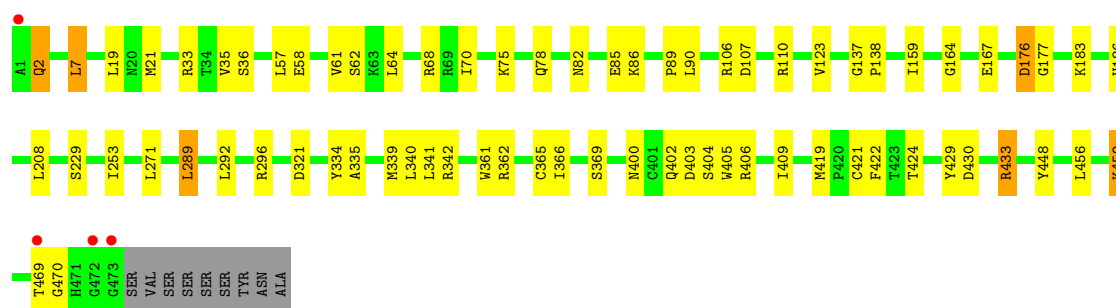 A1 Q2 L7 L19 N20 M21 R33 T34 V35 S36 L57 E58 V61 S62 K63 L64 R68 R69 I70 K75 Q78 N82 E85 K86 P89 L90 R106 D107 R110 V123 G137 P138 I159 G164 E167 D176 G177 K183
L208 S229 I253 L271 L289 L292 R296 D321 Y334 A335 M339 L340 L341 R342 W361 R362 C365 I366 S369 N400 C401 Q402 D403 S404 W405 R406 I409 M419 P420 C421 F422 T423 T424 Y429 D430 R433 Y448 L456
T469 G470 H471 G472 G473 SER VAL SER SER SER SER TYR ASN ALA